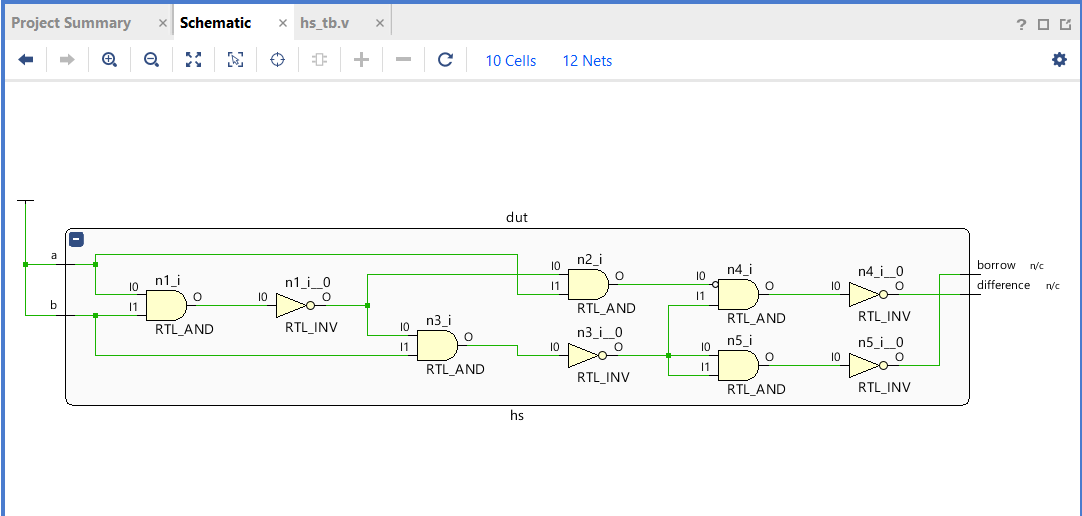 Project Summary × Schematic × hs_tb.v ×
? 
10 Cells 12 Nets
dut
a
b
n1_i
I0
I1
O
RTL_AND
n1_i__0
I0
O
RTL_INV
n3_i
I0
I1
O
RTL_AND
n2_i
I0
I1
O
RTL_AND
n3_i__0
I0
O
RTL_INV
n4_i
I0
I1
O
RTL_AND
n5_i
I0
I1
O
RTL_AND
n4_i__0
I0
O
RTL_INV
n5_i__0
I0
O
RTL_INV
borrow n/c
difference n/c
hs